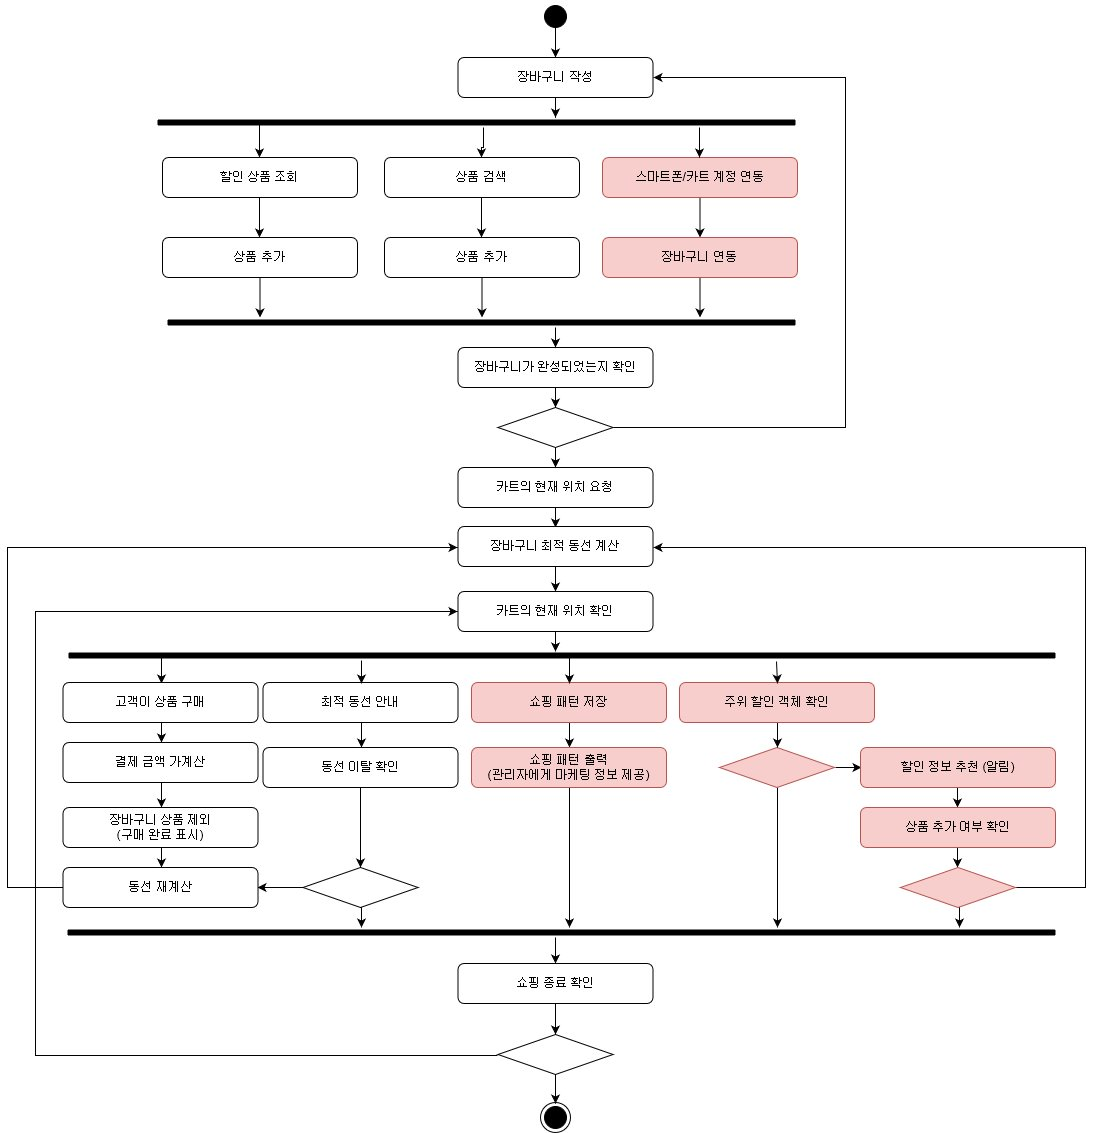 장바구니 작성
할인 상품 조회
상품 검색
스마트폰/카트 계정 연동
상품 추가
상품 추가
장바구니 연동
장바구니가 완성되었는지 확인
카트의 현재 위치 요청
장바구니 최적 동선 계산
카트의 현재 위치 확인
고객이 상품 구매
최적 동선 안내
쇼핑 패턴 저장
주위 할인 객체 확인
결제 금액 가계산
동선 이탈 확인
쇼핑 패턴 출력
(관리자에게 마케팅 정보 제공)
할인 정보 추천 (알림)
장바구니 상품 제외
(구매 완료 표시)
상품 추가 여부 확인
동선 재계산
쇼핑 종료 확인